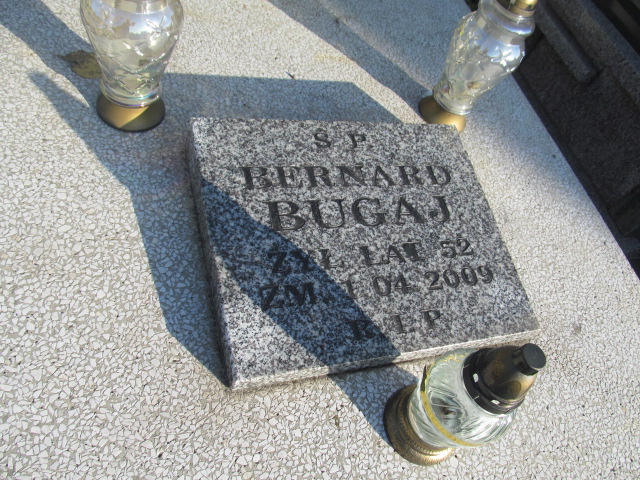 Ś P.
BERNARD
BUGAJ
ŻYŁ LAT 52
ZM. 1 04 2009
R. I P